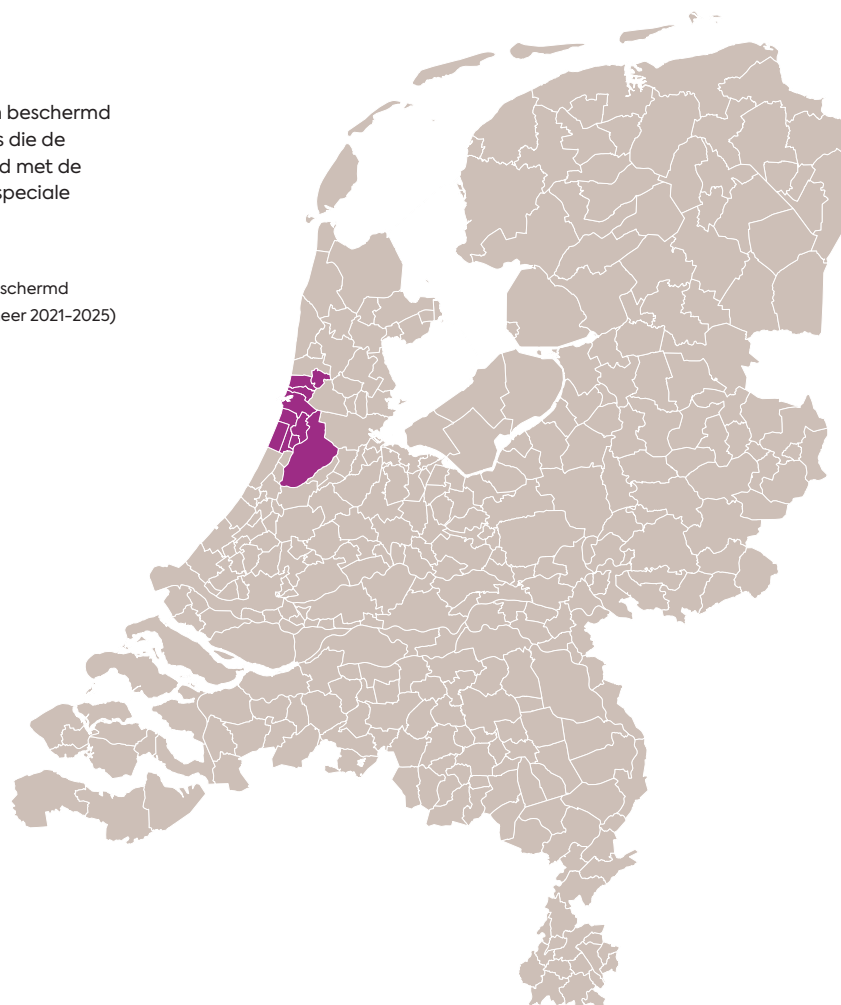 beschermd
s die de
d met de
speciale
schermd
eer 2021-2025)